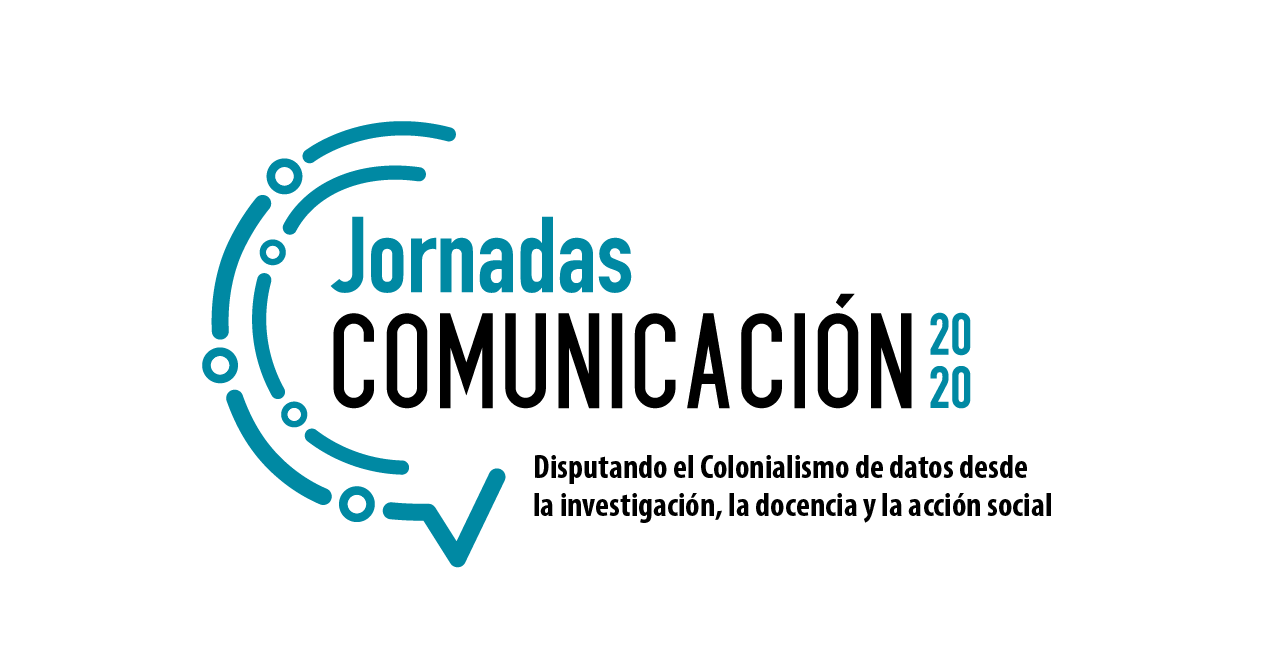 Jornadas
COMUNICACIÓN
20
20
Disputando el Colonialismo de datos desde
la investigación, la docencia y la acción social